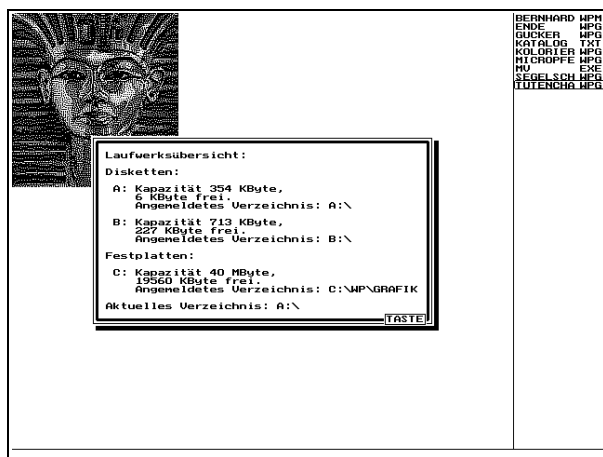 BERNHARD WPM
ENDE WPG
GUCKER WPG
KATALOG TXT
KOLORIER WPG
MICROPFE WPG
MV EXE
SEGELSCH WPG
TUTENCHA WPG
Laufwerksübersicht:
Disketten:
A: Kapazität 354 KByte,
6 KByte frei.
Angemeldetes Verzeichnis: A:\
B: Kapazität 713 KByte,
227 KByte frei.
Angemeldetes Verzeichnis: B:\
Festplatten:
C: Kapazität 40 MByte,
19560 KByte frei.
Angemeldetes Verzeichnis: C:\WP\GRAFIK
Aktuelles Verzeichnis: A:\
TASTE